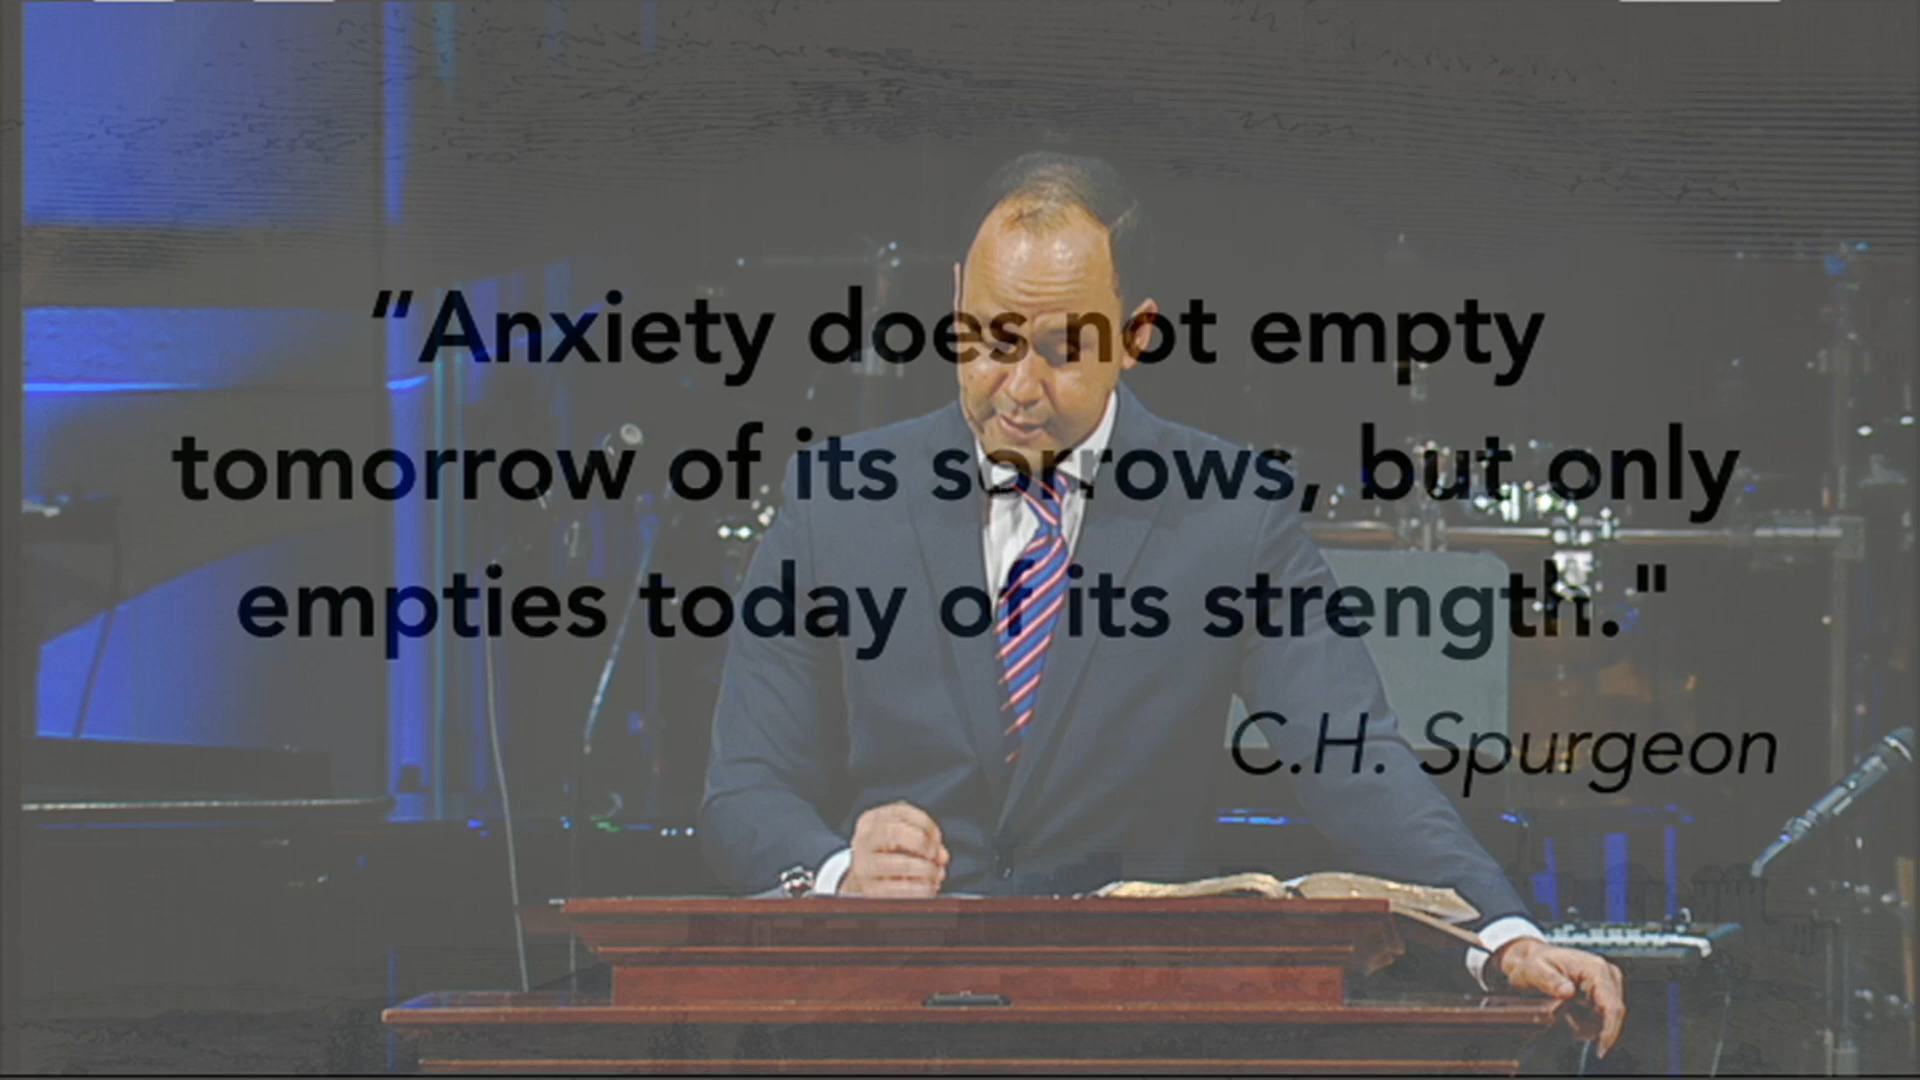 “Anxiety does not empty
tomorrow of its sorrows, but only
empties today of its strength."
C.H. Spurgeon